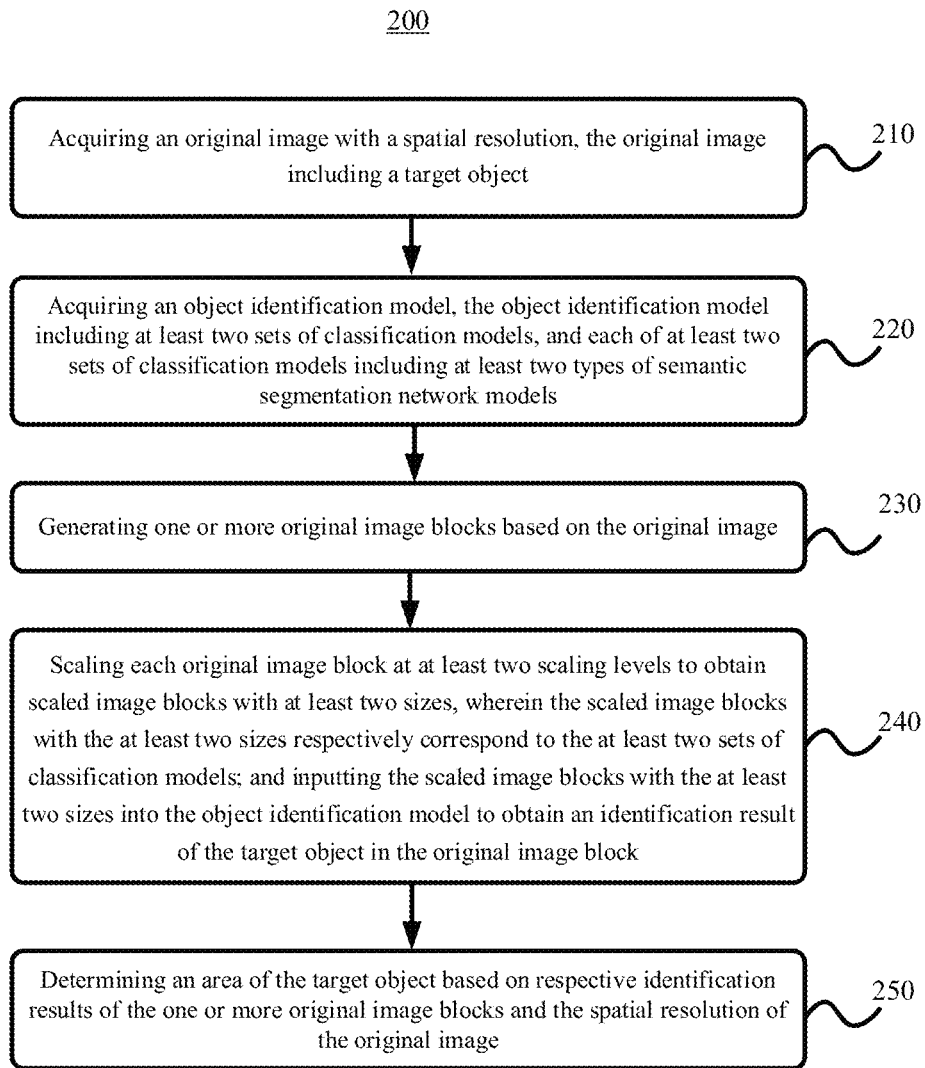 200
Acquiring an original image with a spatial resolution, the original image
including a target object
210
Acquiring an object identification model, the object identification model
including at least two sets of classification models, and each of at least two
sets of classification models including at least two types of semantic
segmentation network models
220
Generating one or more original image blocks based on the original image
230
Scaling each original image block at at least two scaling levels to obtain
scaled image blocks with at least two sizes, wherein the scaled image blocks
with the at least two sizes respectively correspond to the at least two sets of
classification models; and inputting the scaled image blocks with the at least
two sizes into the object identification model to obtain an identification result
of the target object in the original image block
240
Determining an area of the target object based on respective identification
results of the one or more original image blocks and the spatial resolution of
the original image
250